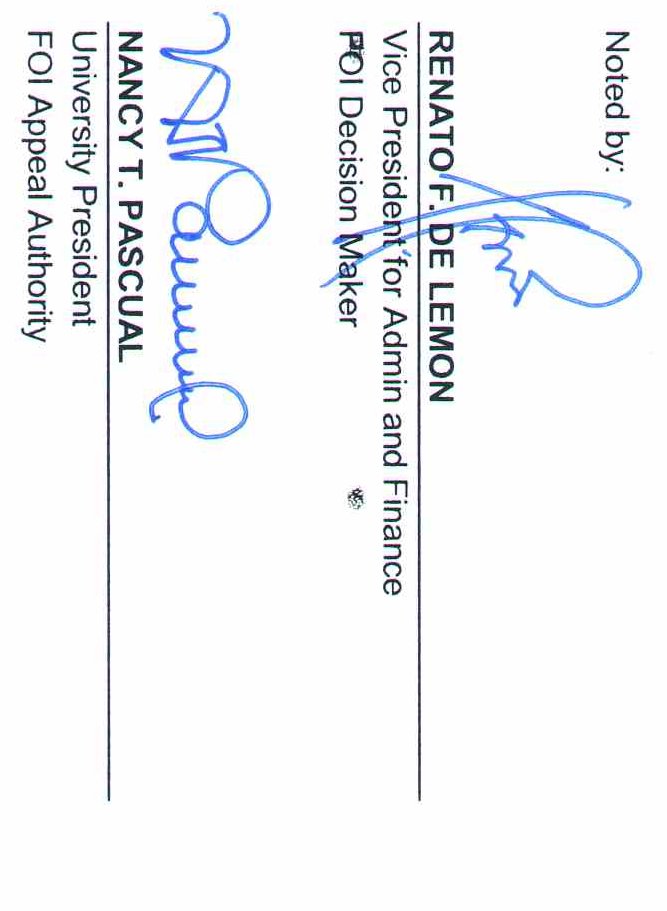 Noted by:
RENATO F. DE LEMON
Vice President for Admin and Finance
FOI Decision Maker
NANCY T. PASCUAL
University President
FOI Appeal Authority